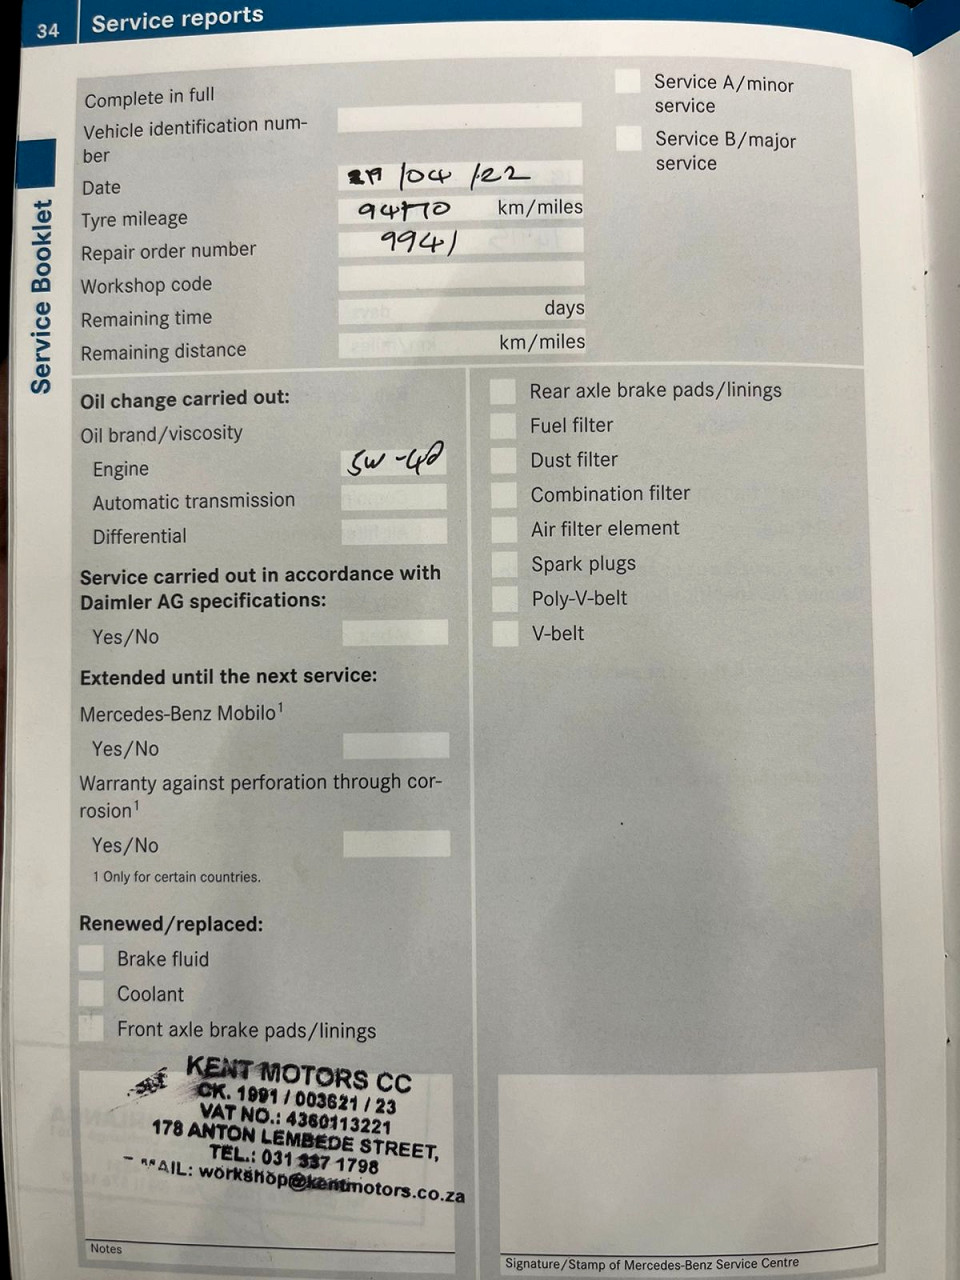 34 Service reports
Service Booklet
Complete in full
Vehicle identification num-
ber
Date /04 /22
Tyre mileage 94170 km/miles
Repair order number 9941
Workshop code
Remaining time days
Remaining distance km/miles
Service A/minor
service
Service B/major
service
Oil change carried out:
Oil brand/viscosity
Engine 5W-40
Automatic transmission
Differential
Service carried out in accordance with
Daimler AG specifications:
Yes/No
Extended until the next service:
Mercedes-Benz Mobilo¹
Yes/No
Warranty against perforation through cor-
rosion¹
Yes/No
1 Only for certain countries.
Renewed/replaced:
Brake fluid
Coolant
Front axle brake pads/linings
Rear axle brake pads/linings
Fuel filter
Dust filter
Combination filter
Air filter element
Spark plugs
Poly-V-belt
V-belt
KENT MOTORS CC
CK. 1991 / 003621 / 23
VAT NO.: 4360113221
178 ANTON LEMBEDE STREET,
TEL.: 031 337 1798
workshop@kentmotors.co.za
Notes
Signature/Stamp of Mercedes-Benz Service Centre